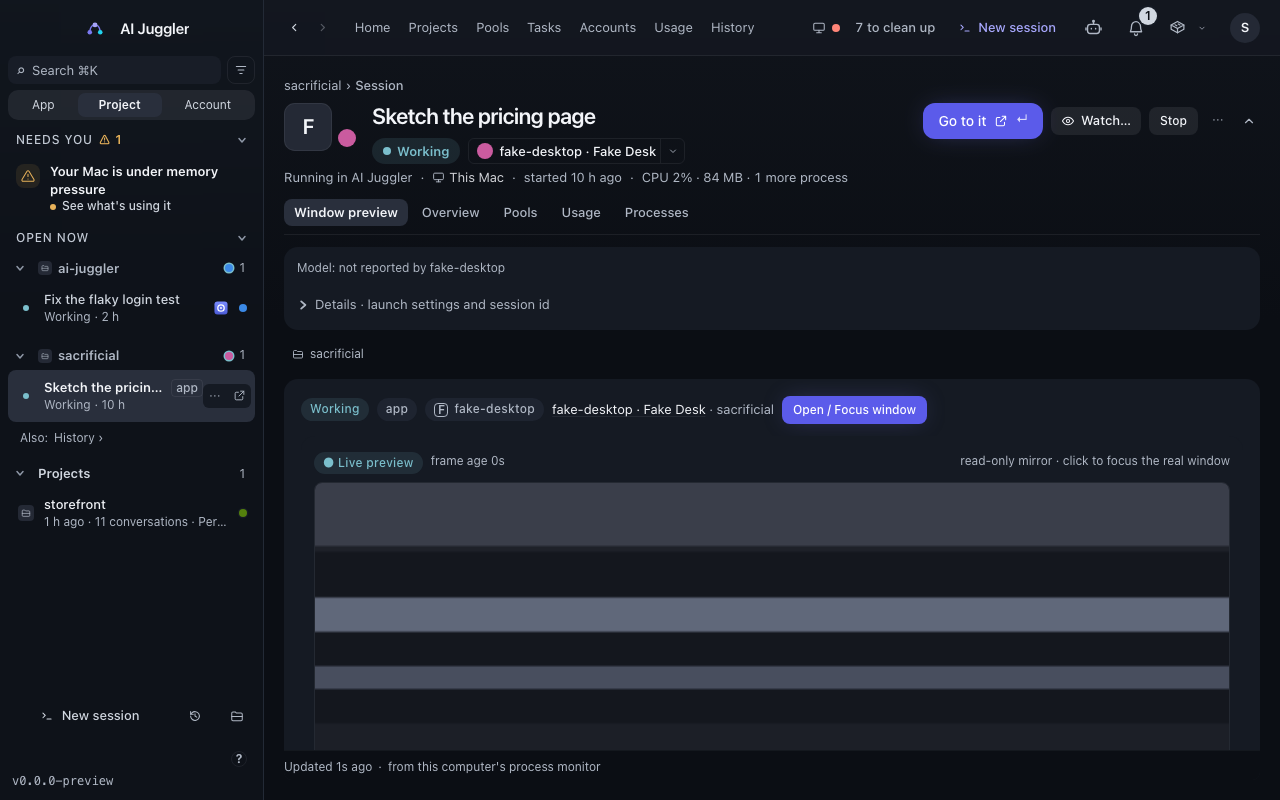 AI Juggler
Search ⌘K
App Project Account
NEEDS YOU 1
Your Mac is under memory
pressure
See what's using it
OPEN NOW
ai-juggler 1
Fix the flaky login test
Working · 2 h
sacrificial 1
Sketch the pricin... app ···
Working · 10 h
Also: History ›
Projects 1
storefront
1 h ago · 11 conversations · Per...
New session
?
v0.0.0-preview
Home Projects Pools Tasks Accounts Usage History
7 to clean up New session 1 S
sacrificial › Session
F
Sketch the pricing page
Working fake-desktop · Fake Desk
Go to it ↵ Watch... Stop ···
Running in AI Juggler · This Mac · started 10 h ago · CPU 2% · 84 MB · 1 more process
Window preview Overview Pools Usage Processes
Model: not reported by fake-desktop
Details · launch settings and session id
sacrificial
Working app F fake-desktop fake-desktop · Fake Desk · sacrificial Open / Focus window
Live preview frame age 0s read-only mirror · click to focus the real window
Updated 1s ago · from this computer's process monitor